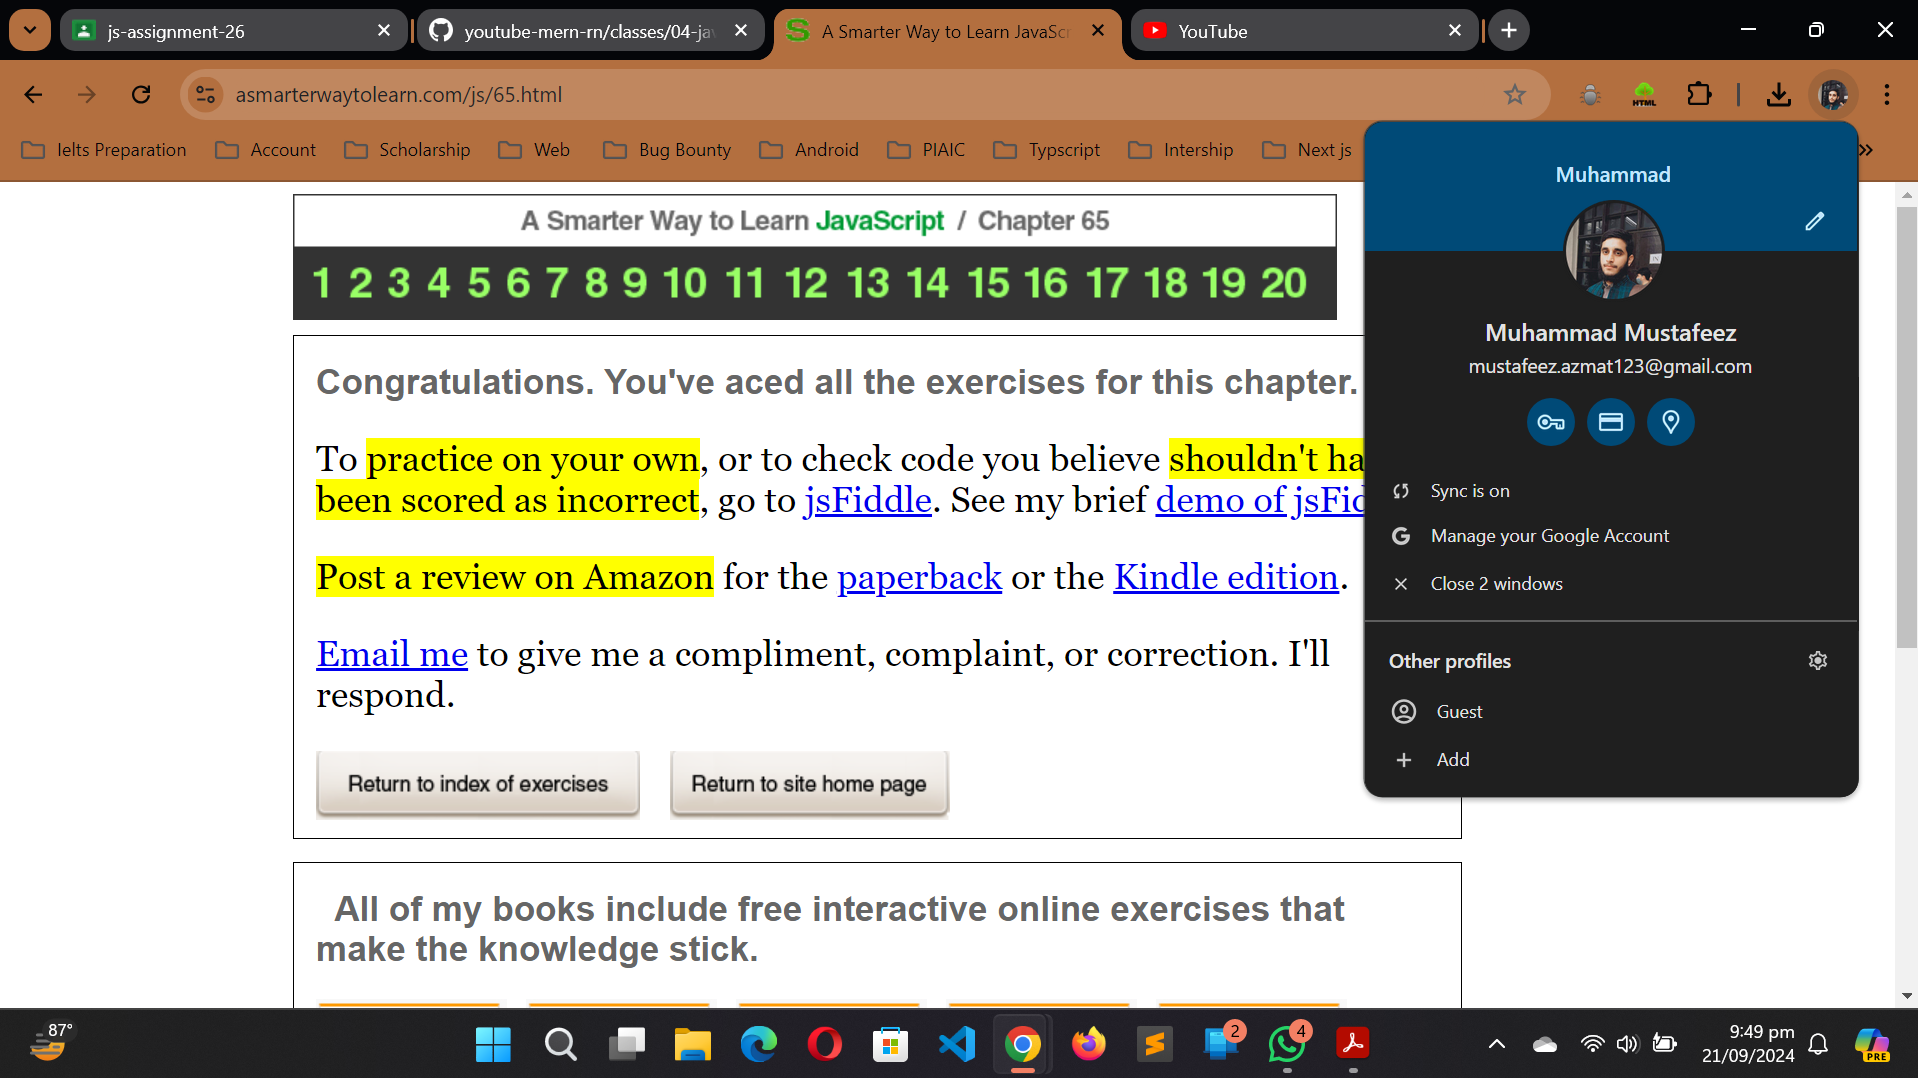 js-assignment-26
youtube-mern-rn/classes/04-ja
A Smarter Way to Learn JavaScr
YouTube
asmarterwaytolearn.com/js/65.html
HTML
Ielts Preparation
Account
Scholarship
Web
Bug Bounty
Android
PIAIC
Typscript
Intership
Next js
A Smarter Way to Learn JavaScript / Chapter 65
1 2 3 4 5 6 7 8 9 10 11 12 13 14 15 16 17 18 19 20
Congratulations. You've aced all the exercises for this chapter.
To practice on your own, or to check code you believe shouldn't ha
been scored as incorrect, go to jsFiddle. See my brief demo of jsFid
Post a review on Amazon for the paperback or the Kindle edition.
Email me to give me a compliment, complaint, or correction. I'll
respond.
Return to index of exercises
Return to site home page
All of my books include free interactive online exercises that
make the knowledge stick.
Muhammad
Muhammad Mustafeez
mustafeez.azmat123@gmail.com
Sync is on
Manage your Google Account
Close 2 windows
Other profiles
Guest
Add
87°
2
4
9:49 pm
21/09/2024
PRE